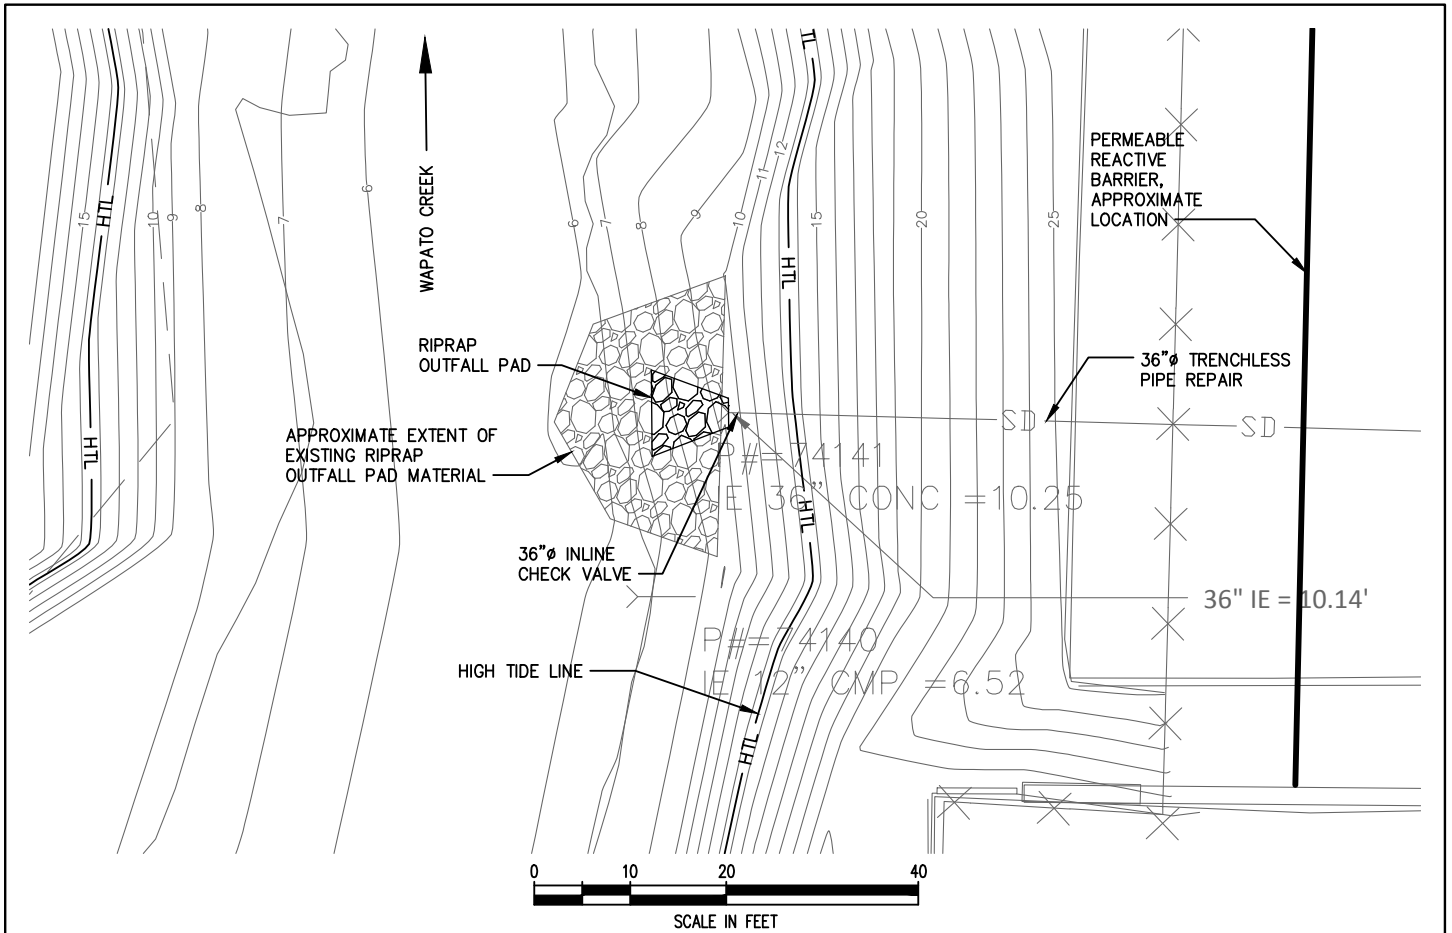 HTL
12
11
PERMEABLE
REACTIVE
BARRIER,
APPROXIMATE
LOCATION
WAPATO CREEK
15
HTL
10
9
8
7
6
6
7
8
9
10
15
20
25
HTL
RIPRAP
OUTFALL PAD
36"ø TRENCHLESS
PIPE REPAIR
SD
SD
APPROXIMATE EXTENT OF
EXISTING RIPRAP
OUTFALL PAD MATERIAL
HTL
P#=74141
IE 36" CONC =10.25
HTL
36"ø INLINE
CHECK VALVE
36" IE = 10.14'
P#=74140
IE 12" CMP =6.52
HIGH TIDE LINE
HTL
0 10 20 40
SCALE IN FEET